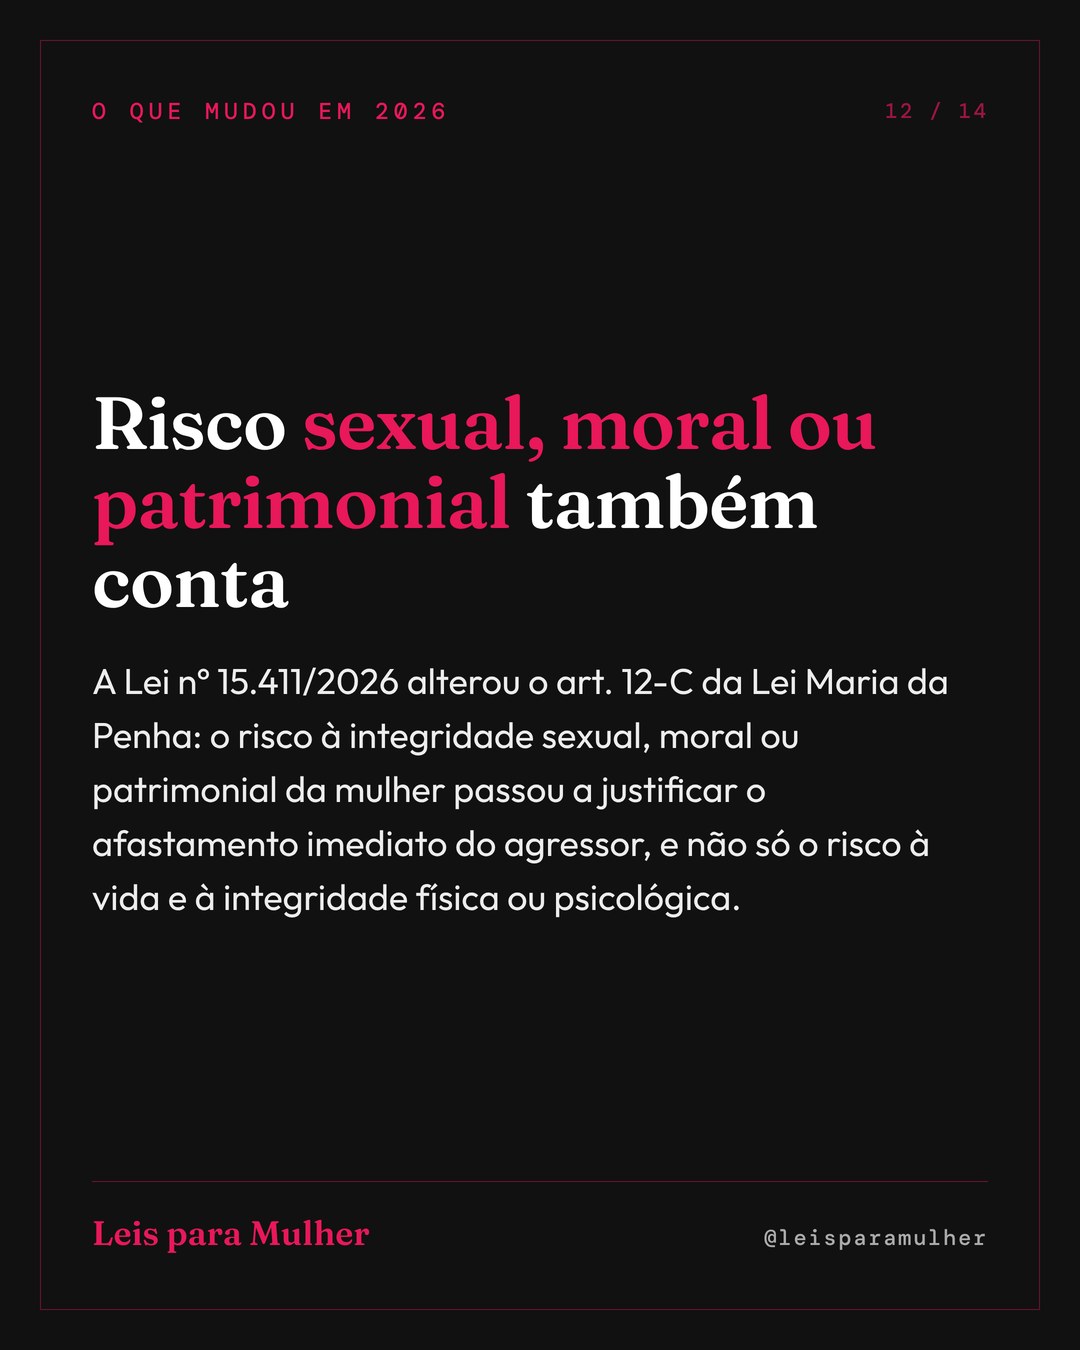 O QUE MUDOU EM 2026
12 / 14
Risco sexual, moral ou
patrimonial também
conta
A Lei nº 15.411/2026 alterou o art. 12-C da Lei Maria da
Penha: o risco à integridade sexual, moral ou
patrimonial da mulher passou a justificar o
afastamento imediato do agressor, e não só o risco à
vida e à integridade física ou psicológica.
Leis para Mulher
@leisparamulher